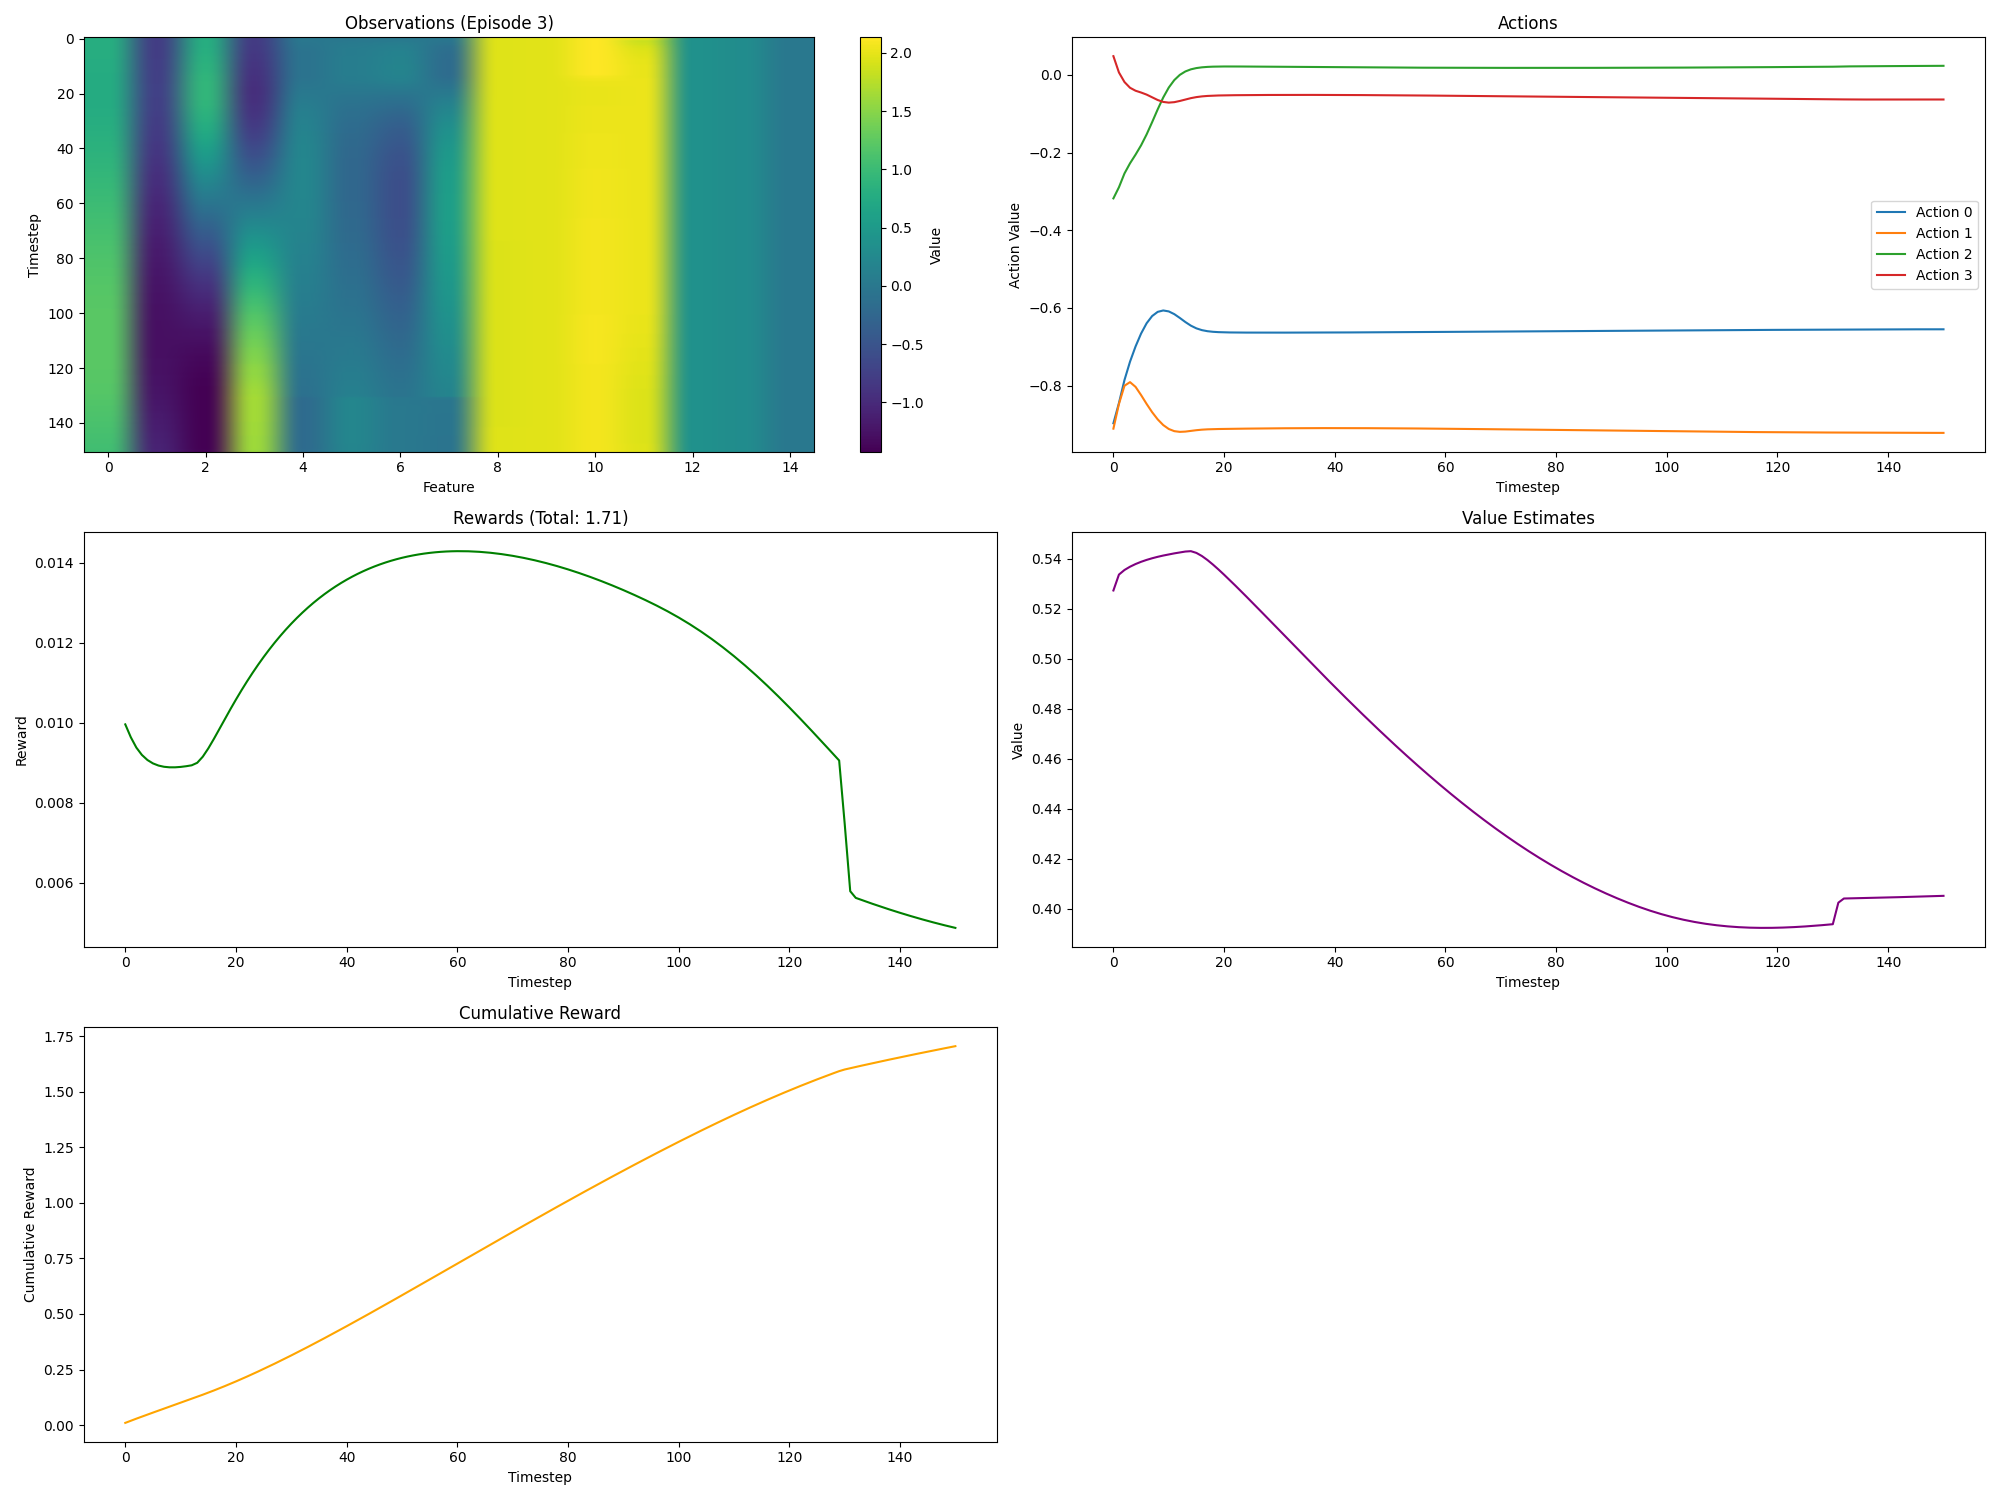 Observations (Episode 3)
0
20
40
60
80
100
120
140
Timestep
0 2 4 6 8 10 12 14
Feature
2.0
1.5
1.0
0.5
0.0
−0.5
−1.0
Value
Actions
0.0
−0.2
−0.4
−0.6
−0.8
Action Value
Action 0
Action 1
Action 2
Action 3
0 20 40 60 80 100 120 140
Timestep
Rewards (Total: 1.71)
0.014
0.012
0.010
0.008
0.006
Reward
0 20 40 60 80 100 120 140
Timestep
Value Estimates
0.54
0.52
0.50
0.48
0.46
0.44
0.42
0.40
Value
0 20 40 60 80 100 120 140
Timestep
Cumulative Reward
1.75
1.50
1.25
1.00
0.75
0.50
0.25
0.00
Cumulative Reward
0 20 40 60 80 100 120 140
Timestep